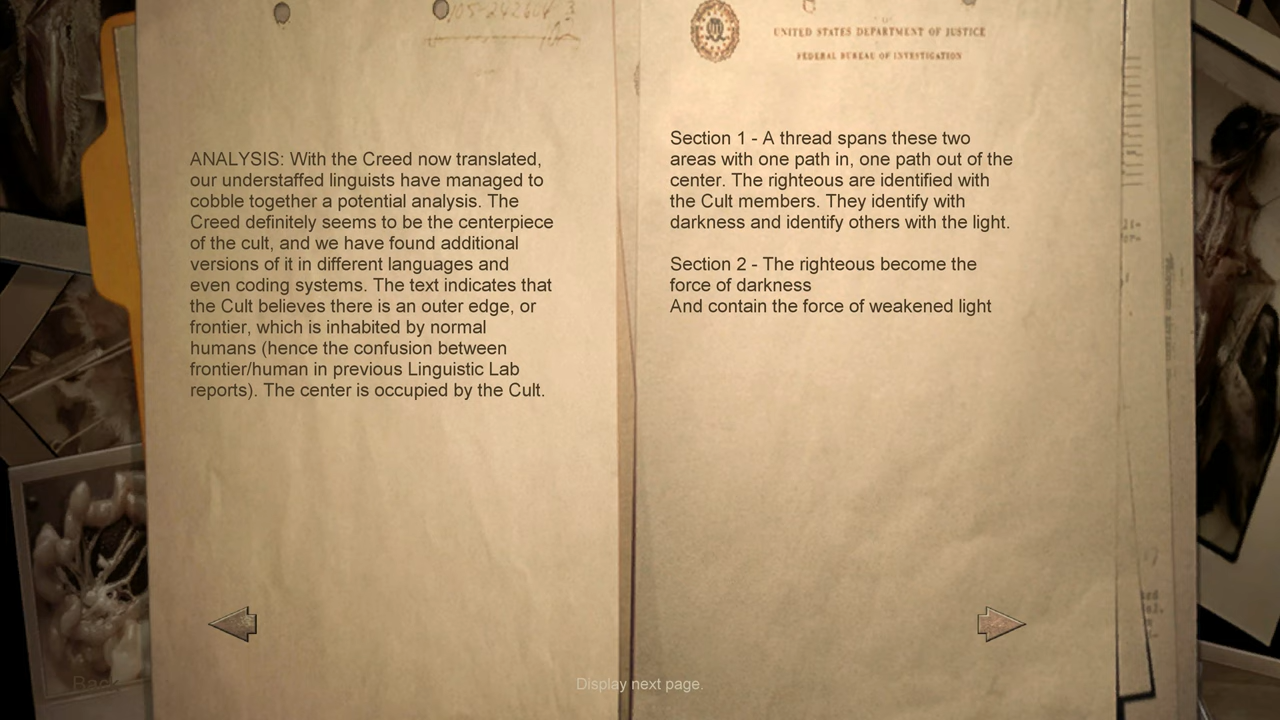 ANALYSIS: With the Creed now translated,
our understaffed linguists have managed to
cobble together a potential analysis. The
Creed definitely seems to be the centerpiece
of the cult, and we have found additional
versions of it in different languages and
even coding systems. The text indicates that
the Cult believes there is an outer edge, or
frontier, which is inhabited by normal
humans (hence the confusion between
frontier/human in previous Linguistic Lab
reports). The center is occupied by the Cult.
UNITED STATES DEPARTMENT OF JUSTICE
FEDERAL BUREAU OF INVESTIGATION
Section 1 - A thread spans these two
areas with one path in, one path out of the
center. The righteous are identified with
the Cult members. They identify with
darkness and identify others with the light.
Section 2 - The righteous become the
force of darkness
And contain the force of weakened light
Back
Display next page.